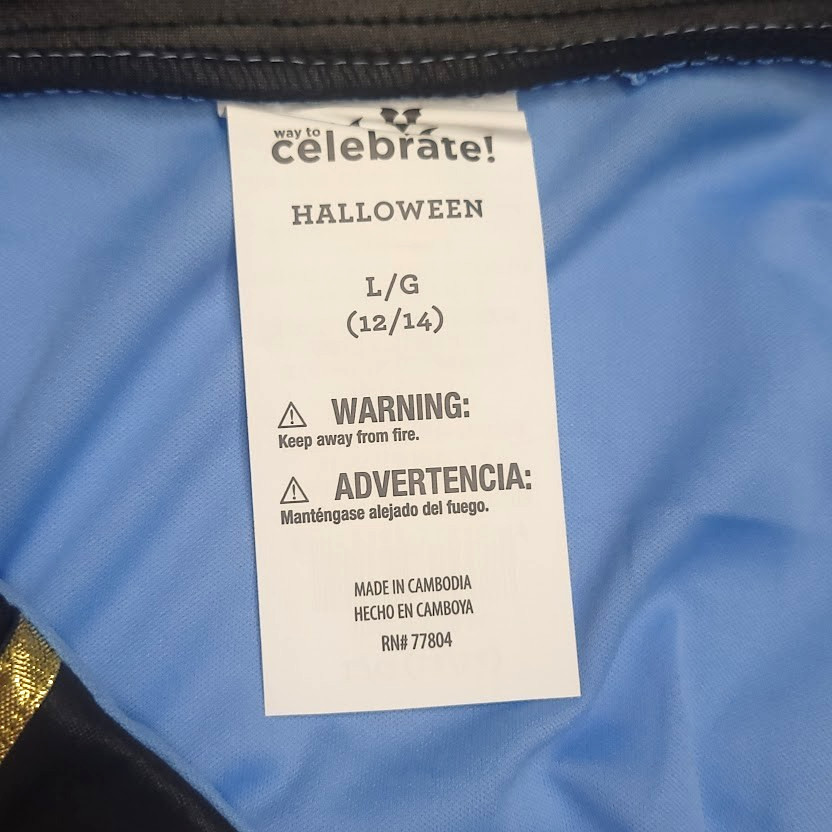 way to
celebrate!
HALLOWEEN
L/G
(12/14)
WARNING:
Keep away from fire.
ADVERTENCIA:
Manténgase alejado del fuego.
MADE IN CAMBODIA
HECHO EN CAMBOYA
RN# 77804